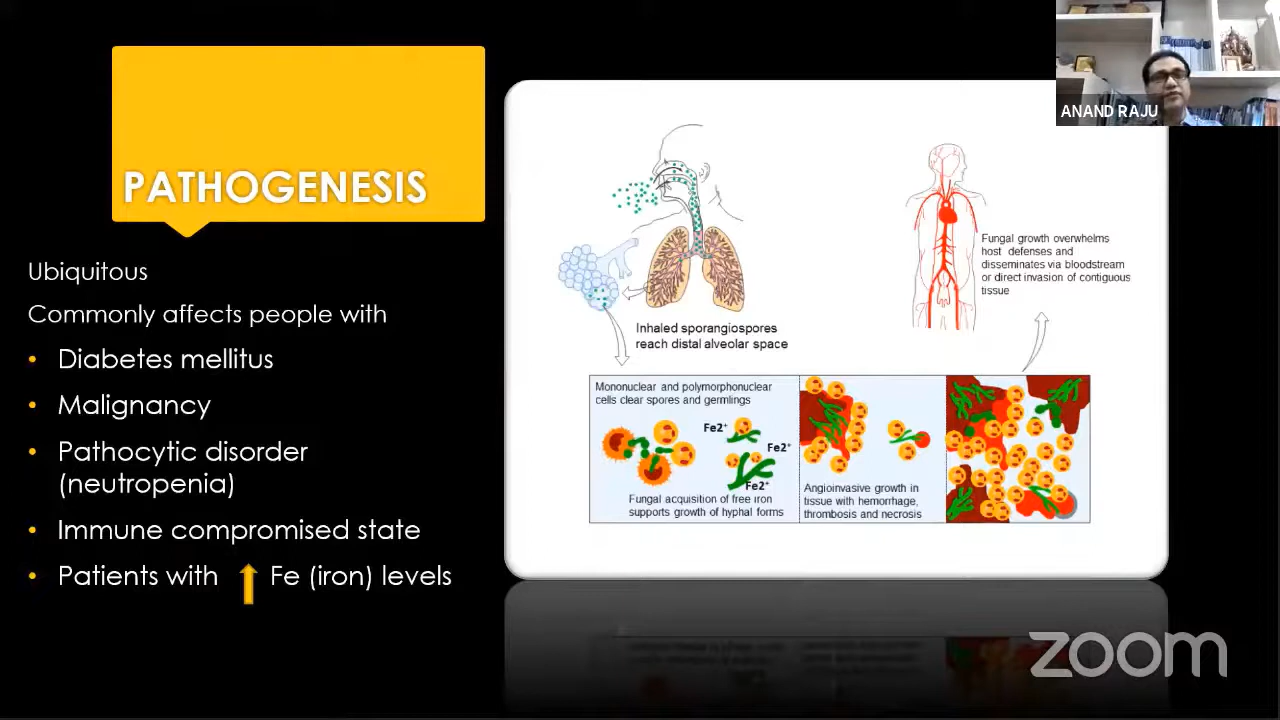 PATHOGENESIS
Ubiquitous
Commonly affects people with
• Diabetes mellitus
• Malignancy
• Pathocytic disorder
(neutropenia)
• Immune compromised state
• Patients with Fe (iron) levels
ANAND RAJU
Fungal growth overwhelms
host defenses and
disseminates via bloodstream
or direct invasion of contiguous
tissue
Inhaled sporangiospores
reach distal alveolar space
Mononuclear and polymorphonuclear
cells clear spores and germlings
Fe2+
Fe2+
Fe2+
Fungal acquisition of free iron
supports growth of hyphal forms
Angioinvasive growth in
tissue with hemorrhage,
thrombosis and necrosis
zoom